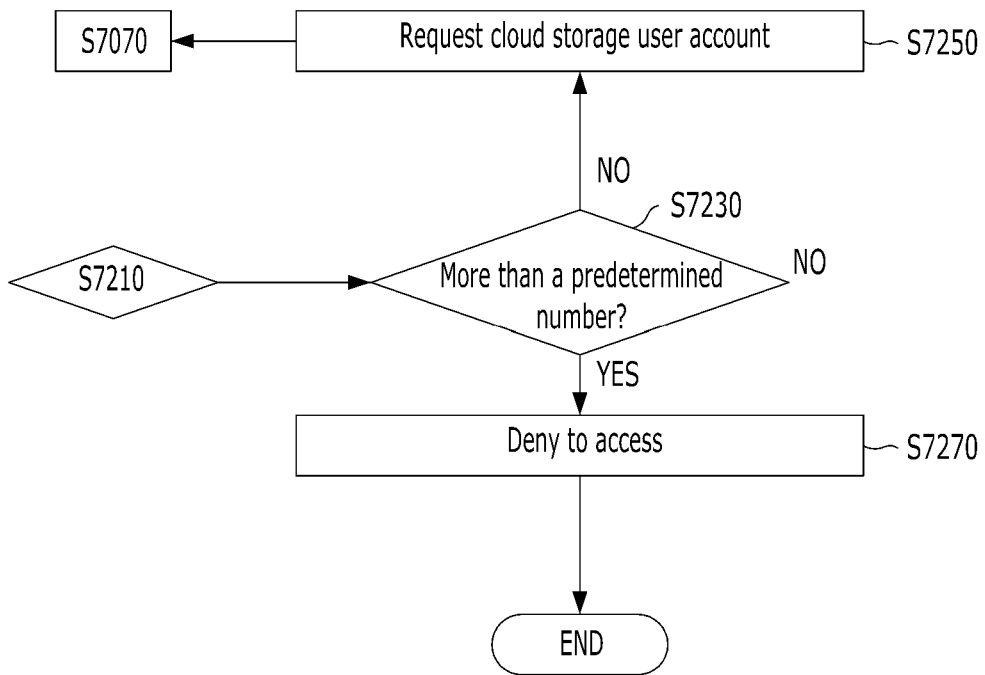 S7070
Request cloud storage user account
S7250
NO
S7230
S7210
More than a predetermined
number?
NO
YES
Deny to access
S7270
END